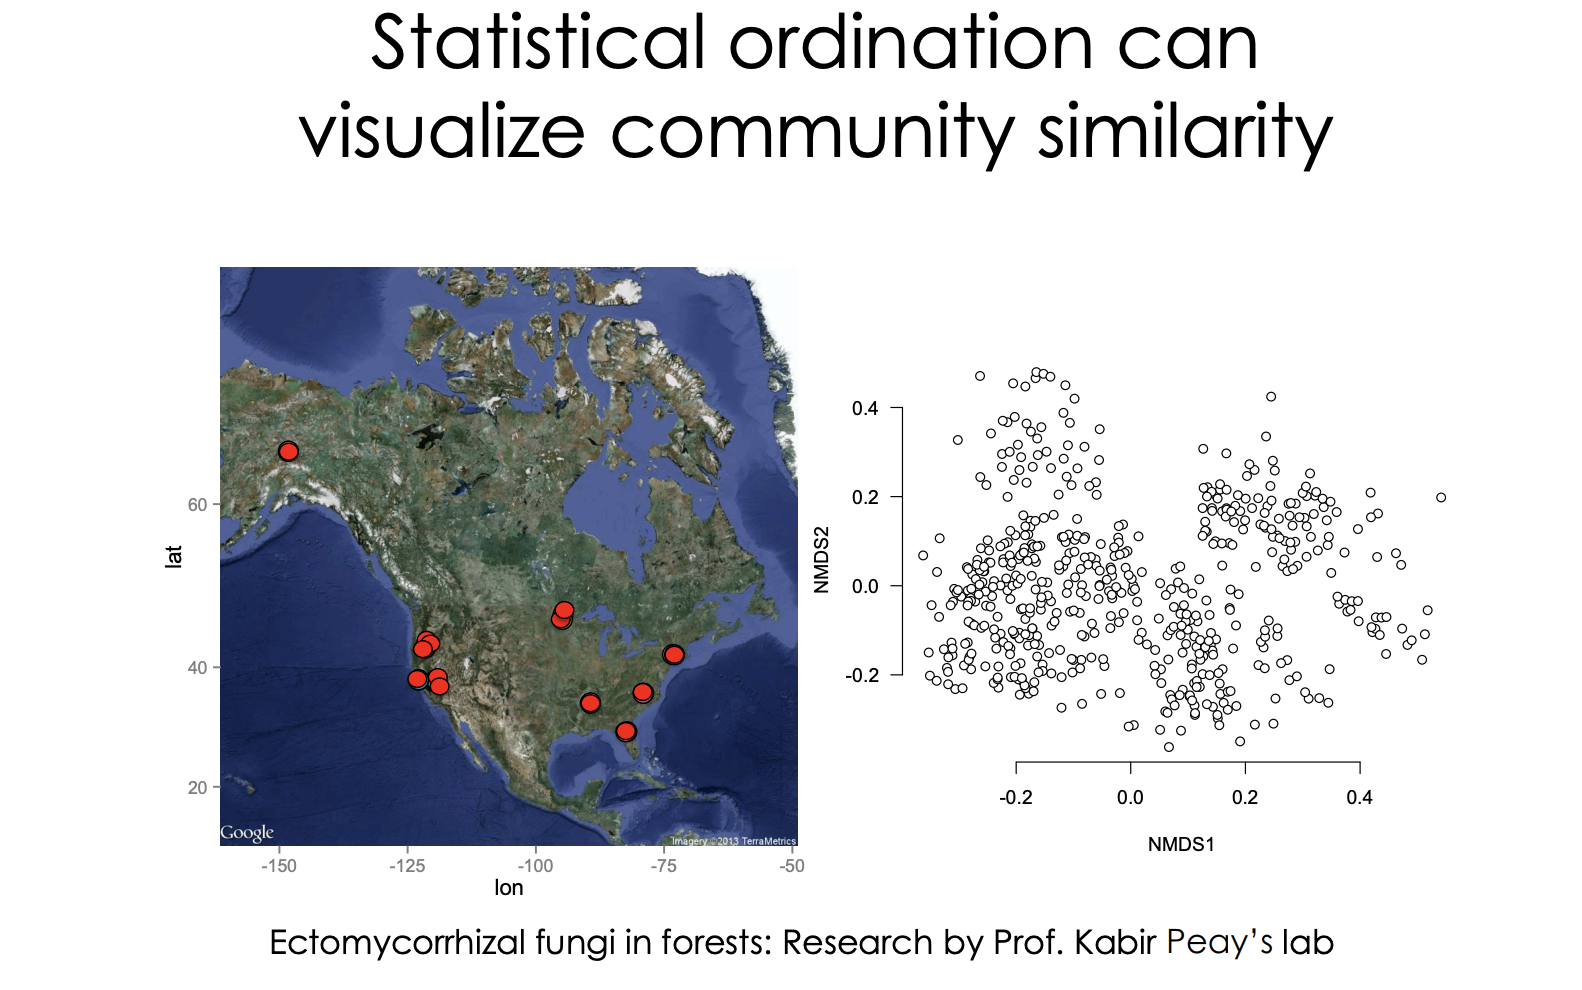 Statistical ordination can
visualize community similarity
lat
60
40
20
Google
Imagery ©2013 TerraMetrics
-150
-125
-100
-75
-50
lon
NMDS2
0.4
0.2
0.0
-0.2
-0.2
0.0
0.2
0.4
NMDS1
Ectomycorrhizal fungi in forests: Research by Prof. Kabir Peay's lab